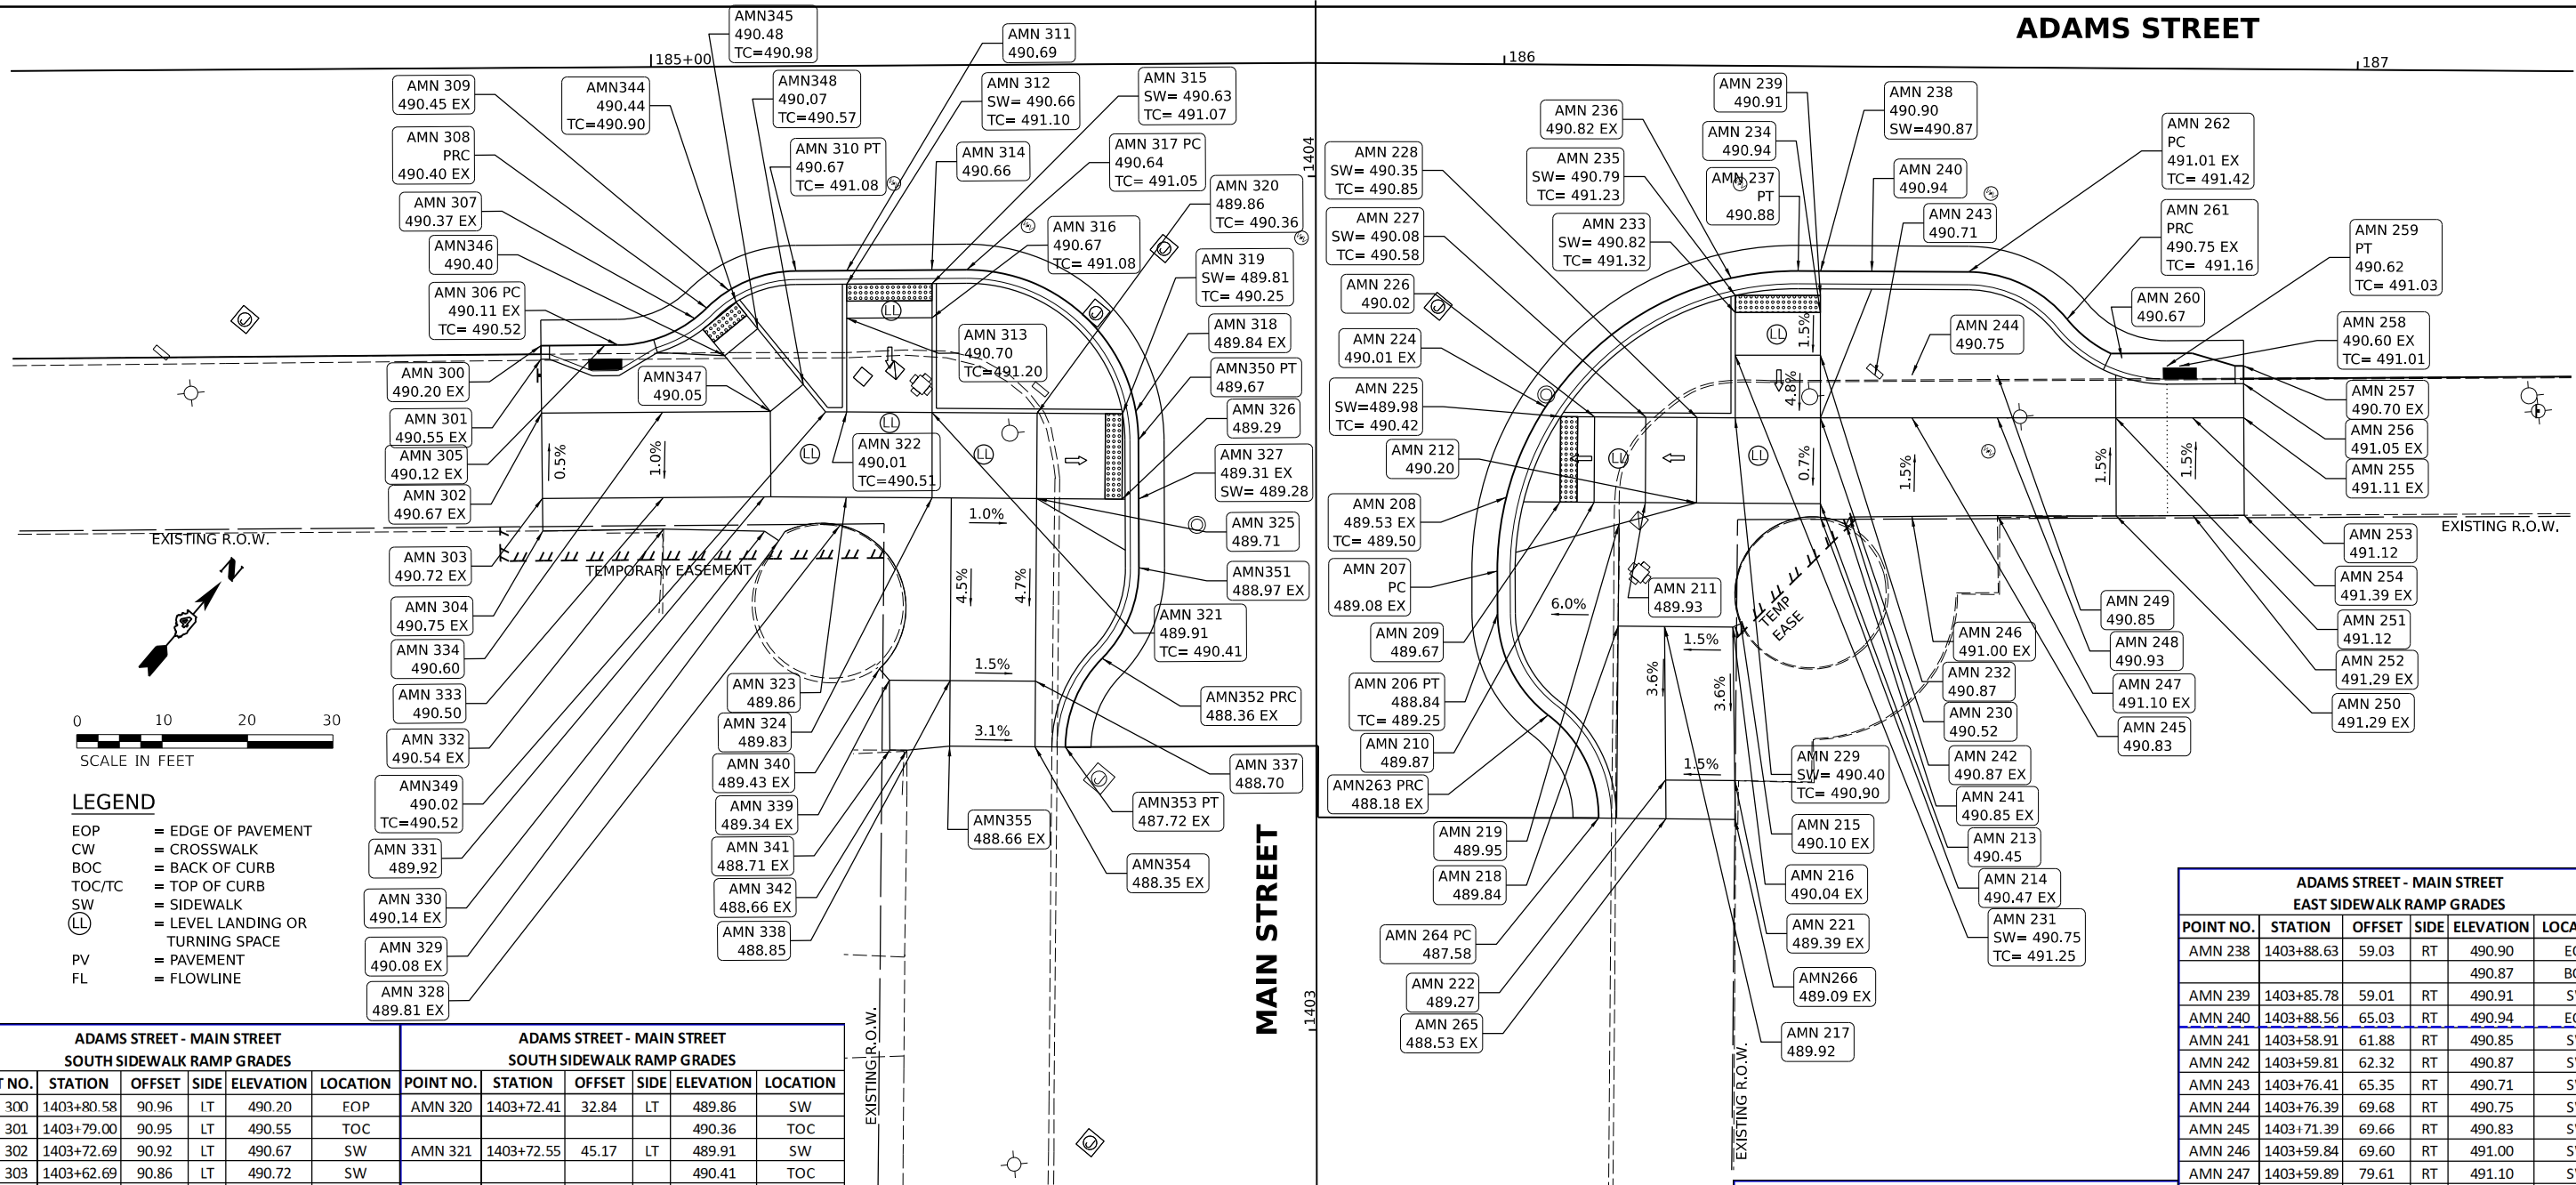 ADAMS STREET
185+00
186
187
AMN345
490.48
TC=490.98
AMN 311
490.69
AMN 309
490.45 EX
AMN344
490.44
TC=490.90
AMN348
490.07
TC=490.57
AMN 312
SW= 490.66
TC= 491.10
AMN 315
SW= 490.63
TC= 491.07
AMN 308
PRC
490.40 EX
AMN 310 PT
490.67
TC= 491.08
AMN 314
490.66
AMN 317 PC
490.64
TC= 491.05
AMN 307
490.37 EX
AMN 320
489.86
TC= 490.36
AMN346
490.40
AMN 316
490.67
TC= 491.08
AMN 306 PC
490.11 EX
TC= 490.52
AMN 319
SW= 489.81
TC= 490.25
AMN 313
490.70
TC=491.20
AMN 318
489.84 EX
AMN 300
490.20 EX
AMN347
490.05
AMN350 PT
489.67
AMN 301
490.55 EX
AMN 326
489.29
AMN 305
490.12 EX
AMN 322
490.01
TC=490.51
AMN 327
489.31 EX
SW= 489.28
AMN 302
490.67 EX
0.5%
1.0%
LL
LL
LL
LL
1.0%
AMN 325
489.71
EXISTING R.O.W.
TEMPORARY EASEMENT
N
AMN 303
490.72 EX
AMN351
488.97 EX
4.5%
4.7%
AMN 304
490.75 EX
AMN 321
489.91
TC= 490.41
AMN 334
490.60
1.5%
AMN 333
490.50
AMN 323
489.86
AMN352 PRC
488.36 EX
AMN 324
489.83
3.1%
AMN 332
490.54 EX
AMN 340
489.43 EX
AMN 337
488.70
AMN349
490.02
TC=490.52
AMN 339
489.34 EX
AMN353 PT
487.72 EX
AMN355
488.66 EX
AMN 331
489.92
AMN 341
488.71 EX
AMN354
488.35 EX
AMN 330
490.14 EX
AMN 342
488.66 EX
AMN 329
490.08 EX
AMN 338
488.85
AMN 328
489.81 EX
0 10 20 30
SCALE IN FEET
LEGEND
EOP = EDGE OF PAVEMENT
CW = CROSSWALK
BOC = BACK OF CURB
TOC/TC = TOP OF CURB
SW = SIDEWALK
LL = LEVEL LANDING OR
TURNING SPACE
PV = PAVEMENT
FL = FLOWLINE
MAIN STREET
1404
1403
EXISTING R.O.W.
AMN 239
490.91
AMN 238
490.90
SW=490.87
AMN 236
490.82 EX
AMN 234
490.94
AMN 262
PC
491.01 EX
TC= 491.42
AMN 228
SW= 490.35
TC= 490.85
AMN 235
SW= 490.79
TC= 491.23
AMN 237
PT
490.88
AMN 240
490.94
AMN 243
490.71
AMN 261
PRC
490.75 EX
TC= 491.16
AMN 227
SW= 490.08
TC= 490.58
AMN 233
SW= 490.82
TC= 491.32
AMN 259
PT
490.62
TC= 491.03
AMN 226
490.02
AMN 260
490.67
AMN 224
490.01 EX
AMN 244
490.75
AMN 258
490.60 EX
TC= 491.01
AMN 225
SW=489.98
TC= 490.42
AMN 257
490.70 EX
AMN 212
490.20
AMN 256
491.05 EX
AMN 255
491.11 EX
1.5%
4.8%
0.7%
1.5%
1.5%
1.5%
LL
LL
LL
AMN 208
489.53 EX
TC= 489.50
AMN 253
491.12
EXISTING R.O.W.
AMN 207
PC
489.08 EX
AMN 211
489.93
6.0%
TEMP
EASE
AMN 254
491.39 EX
AMN 249
490.85
AMN 209
489.67
1.5%
AMN 246
491.00 EX
AMN 248
490.93
AMN 251
491.12
AMN 232
490.87
AMN 252
491.29 EX
3.6%
3.6%
AMN 206 PT
488.84
TC= 489.25
AMN 247
491.10 EX
AMN 250
491.29 EX
AMN 230
490.52
AMN 245
490.83
AMN 210
489.87
AMN 229
SW= 490.40
TC= 490.90
AMN 242
490.87 EX
1.5%
AMN263 PRC
488.18 EX
AMN 241
490.85 EX
AMN 219
489.95
AMN 215
490.10 EX
AMN 213
490.45
AMN 218
489.84
AMN 216
490.04 EX
AMN 214
490.47 EX
AMN 264 PC
487.58
AMN 221
489.39 EX
AMN 231
SW= 490.75
TC= 491.25
AMN 222
489.27
AMN266
489.09 EX
AMN 265
488.53 EX
AMN 217
489.92
EXISTING R.O.W.
ADAMS STREET - MAIN STREET
SOUTH SIDEWALK RAMP GRADES
T NO. STATION OFFSET SIDE ELEVATION LOCATION
300 1403+80.58 90.96 LT 490.20 EOP
301 1403+79.00 90.95 LT 490.55 TOC
302 1403+72.69 90.92 LT 490.67 SW
303 1403+62.69 90.86 LT 490.72 SW
ADAMS STREET - MAIN STREET
SOUTH SIDEWALK RAMP GRADES
POINT NO. STATION OFFSET SIDE ELEVATION LOCATION
AMN 320 1403+72.41 32.84 LT 489.86 SW
490.36 TOC
AMN 321 1403+72.55 45.17 LT 489.91 SW
490.41 TOC
ADAMS STREET - MAIN STREET
EAST SIDEWALK RAMP GRADES
POINT NO. STATION OFFSET SIDE ELEVATION LOCA
AMN 238 1403+88.63 59.03 RT 490.90 EO
490.87 BO
AMN 239 1403+85.78 59.01 RT 490.91 S
AMN 240 1403+88.56 65.03 RT 490.94 EO
AMN 241 1403+58.91 61.88 RT 490.85 S
AMN 242 1403+59.81 62.32 RT 490.87 S
AMN 243 1403+76.41 65.35 RT 490.71 S
AMN 244 1403+76.39 69.68 RT 490.75 S
AMN 245 1403+71.39 69.66 RT 490.83 S
AMN 246 1403+59.84 69.60 RT 491.00 S
AMN 247 1403+59.89 79.61 RT 491.10 S